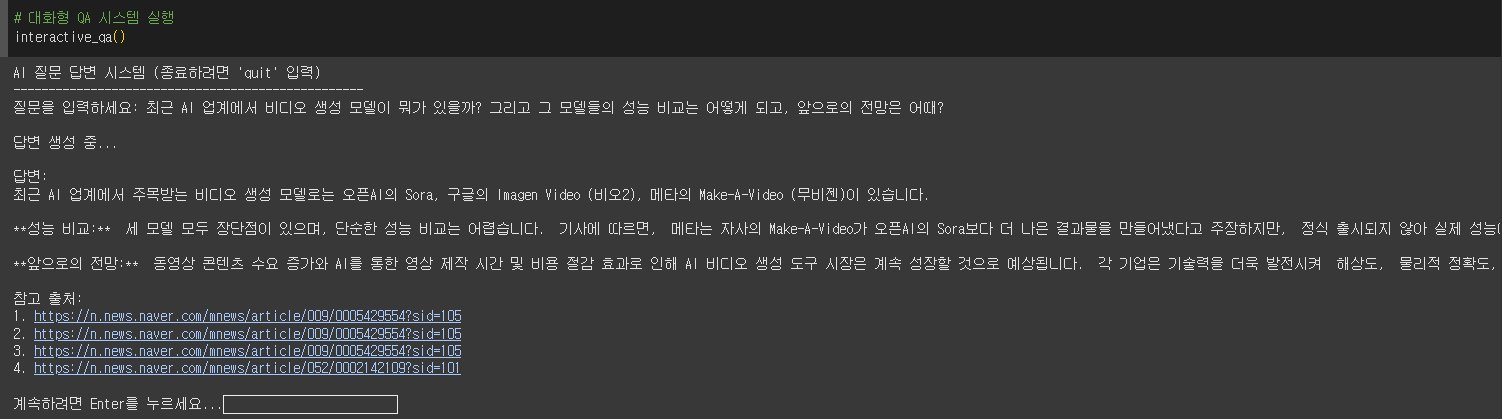 # 대화형 QA 시스템 실행
interactive_qa()
AI 질문 답변 시스템 (종료하려면 'quit' 입력)
--------------------------------------------------
질문을 입력하세요: 최근 AI 업계에서 비디오 생성 모델이 뭐가 있을까? 그리고 그 모델들의 성능 비교는 어떻게 되고, 앞으로의 전망은 어때?
답변 생성 중...
답변:
최근 AI 업계에서 주목받는 비디오 생성 모델로는 오픈AI의 Sora, 구글의 Imagen Video (비오2), 메타의 Make-A-Video (무비젠)이 있습니다.
**성능 비교:**  세 모델 모두 장단점이 있으며, 단순한 성능 비교는 어렵습니다.  기사에 따르면,  메타는 자사의 Make-A-Video가 오픈AI의 Sora보다 더 나은 결과물을 만들어냈다고 주장하지만,  정식 출시되지 않아 실제 성능
**앞으로의 전망:**  동영상 콘텐츠 수요 증가와 AI를 통한 영상 제작 시간 및 비용 절감 효과로 인해 AI 비디오 생성 도구 시장은 계속 성장할 것으로 예상됩니다.  각 기업은 기술력을 더욱 발전시켜  해상도,  물리적 정확도,
참고 출처:
1. https://n.news.naver.com/mnews/article/009/0005429554?sid=105
2. https://n.news.naver.com/mnews/article/009/0005429554?sid=105
3. https://n.news.naver.com/mnews/article/009/0005429554?sid=105
4. https://n.news.naver.com/mnews/article/052/0002142109?sid=101
계속하려면 Enter를 누르세요...